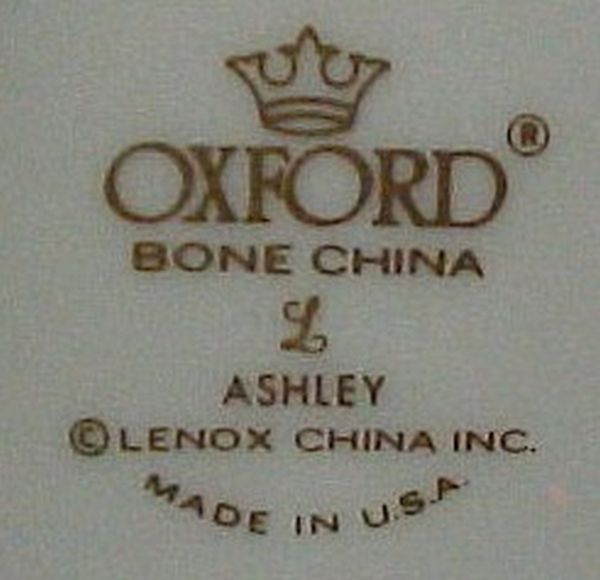 OXFORD®
BONE CHINA
L
ASHLEY
© LENOX CHINA INC.
MADE IN U.S.A.